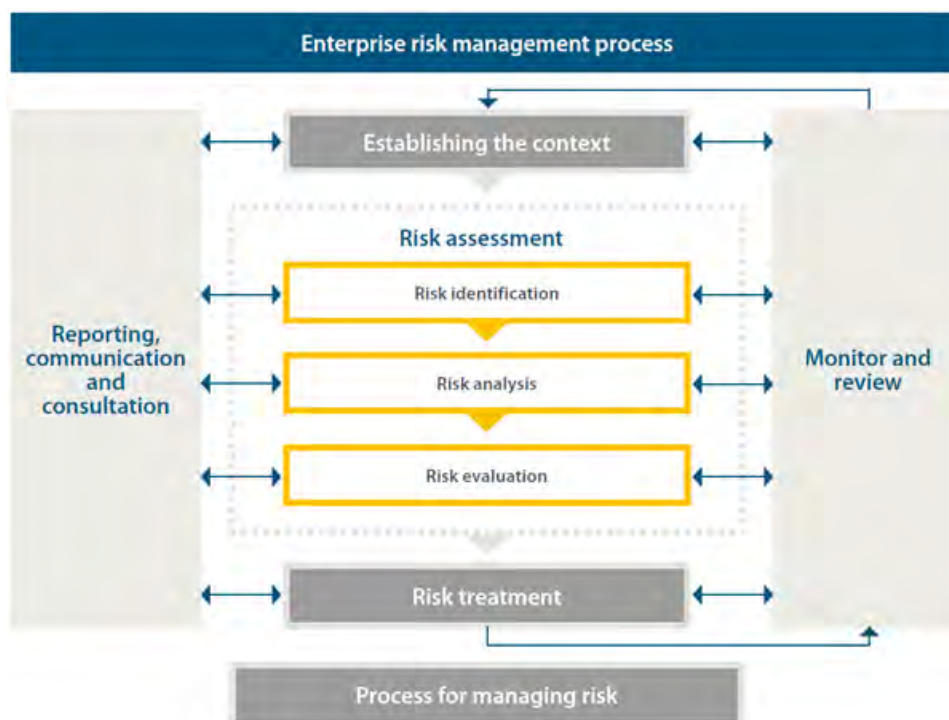 Enterprise risk management process
Establishing the context
Risk assessment
Risk identification
Reporting,
communication
and
consultation
Risk analysis
Monitor and
review
Risk evaluation
Risk treatment
Process for managing risk